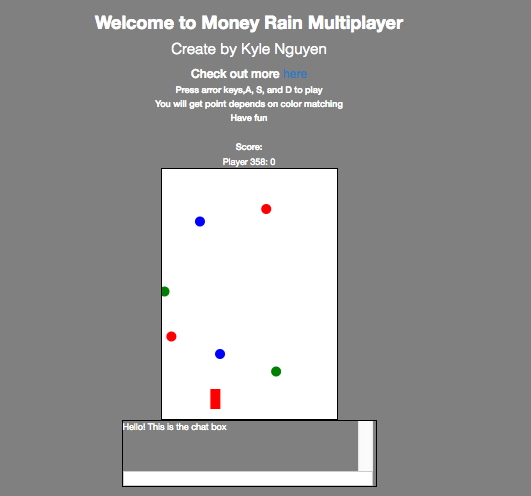 Welcome to Money Rain Multiplayer
Create by Kyle Nguyen
Check out more here
Press arror keys,A, S, and D to play
You will get point depends on color matching
Have fun
Score:
Player 358: 0
Hello! This is the chat box